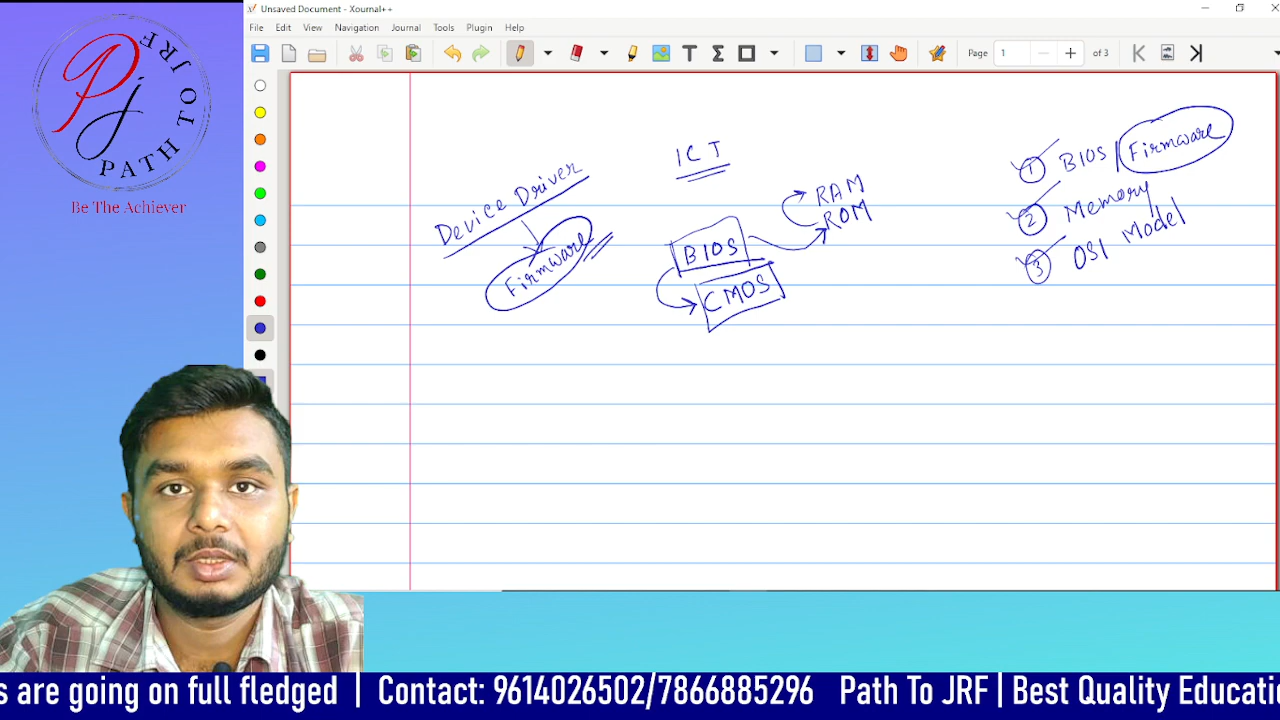 Unsaved Document - Xournal++
File Edit View Navigation Journal Tools Plugin Help
Page 1 of 3
PJ
PATH TO JRF
Be The Achiever
ICT
Device Driver
Firmware
BIOS
CMOS
RAM
ROM
1 BIOS / Firmware
2 Memory
3 OSI Model
s are going on full fledged | Contact: 9614026502/7866885296 Path To JRF | Best Quality Educati